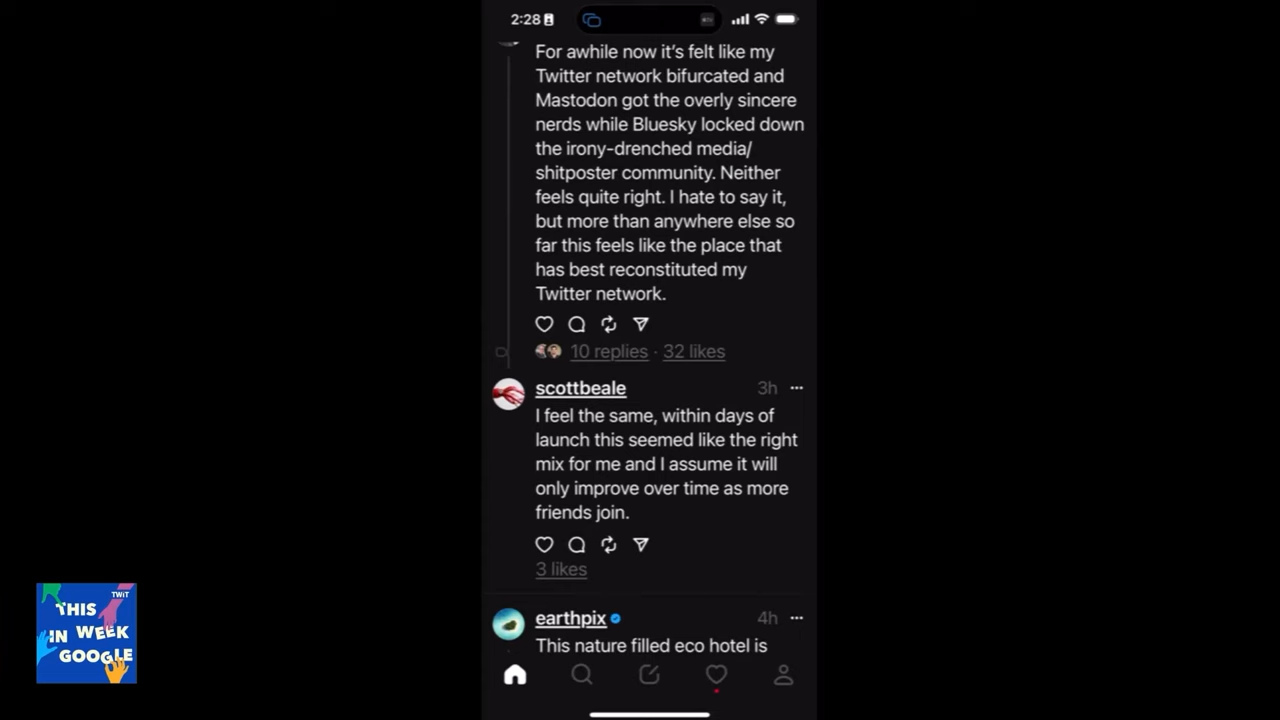 2:28
For awhile now it's felt like my
Twitter network bifurcated and
Mastodon got the overly sincere
nerds while Bluesky locked down
the irony-drenched media/
shitposter community. Neither
feels quite right. I hate to say it,
but more than anywhere else so
far this feels like the place that
has best reconstituted my
Twitter network.
10 replies · 32 likes
scottbeale 3h ...
I feel the same, within days of
launch this seemed like the right
mix for me and I assume it will
only improve over time as more
friends join.
3 likes
earthpix 4h ...
This nature filled eco hotel is
TWiT
THIS
IN WEEK
GOOGLE